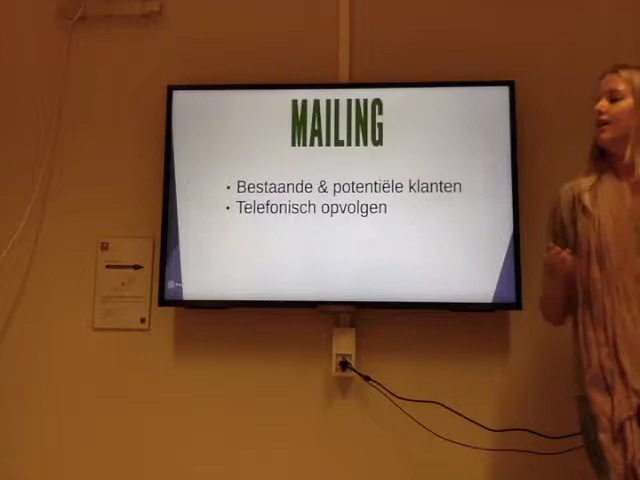 MAILING
• Bestaande & potentiële klanten
• Telefonisch opvolgen